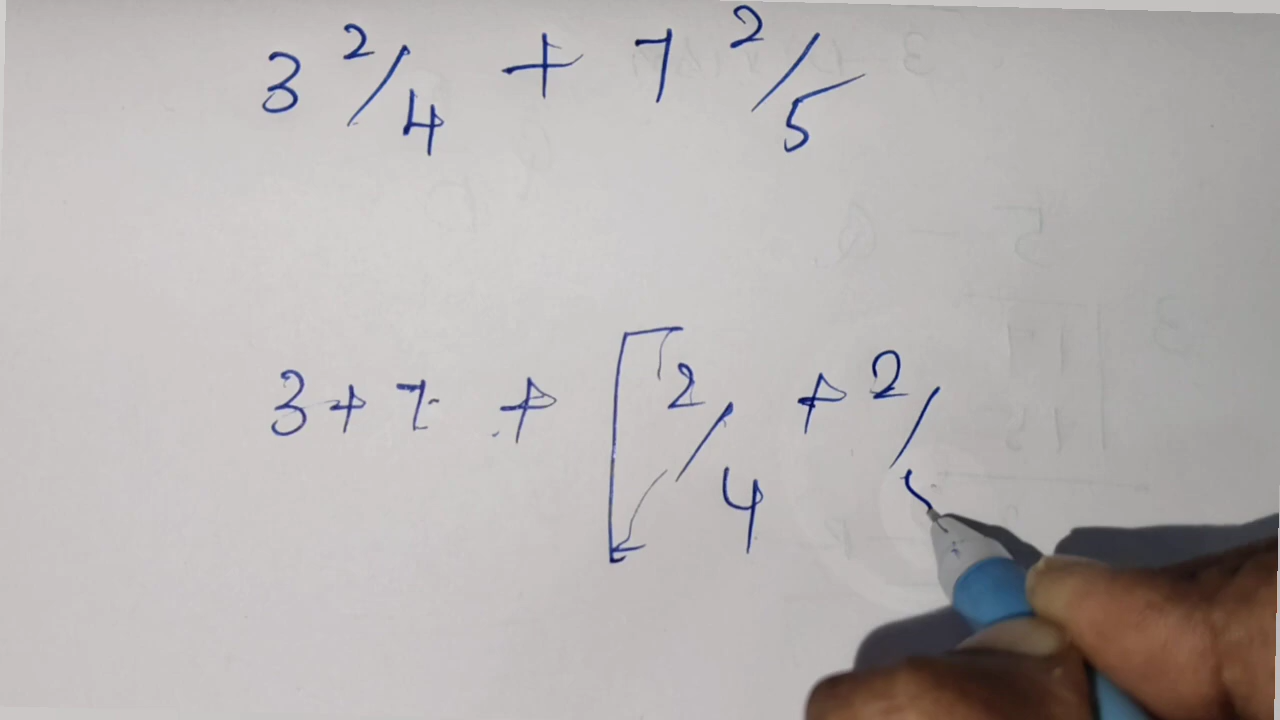 3 2/4 + 7 2/5
3 + 7 + [ 2/4 + 2/